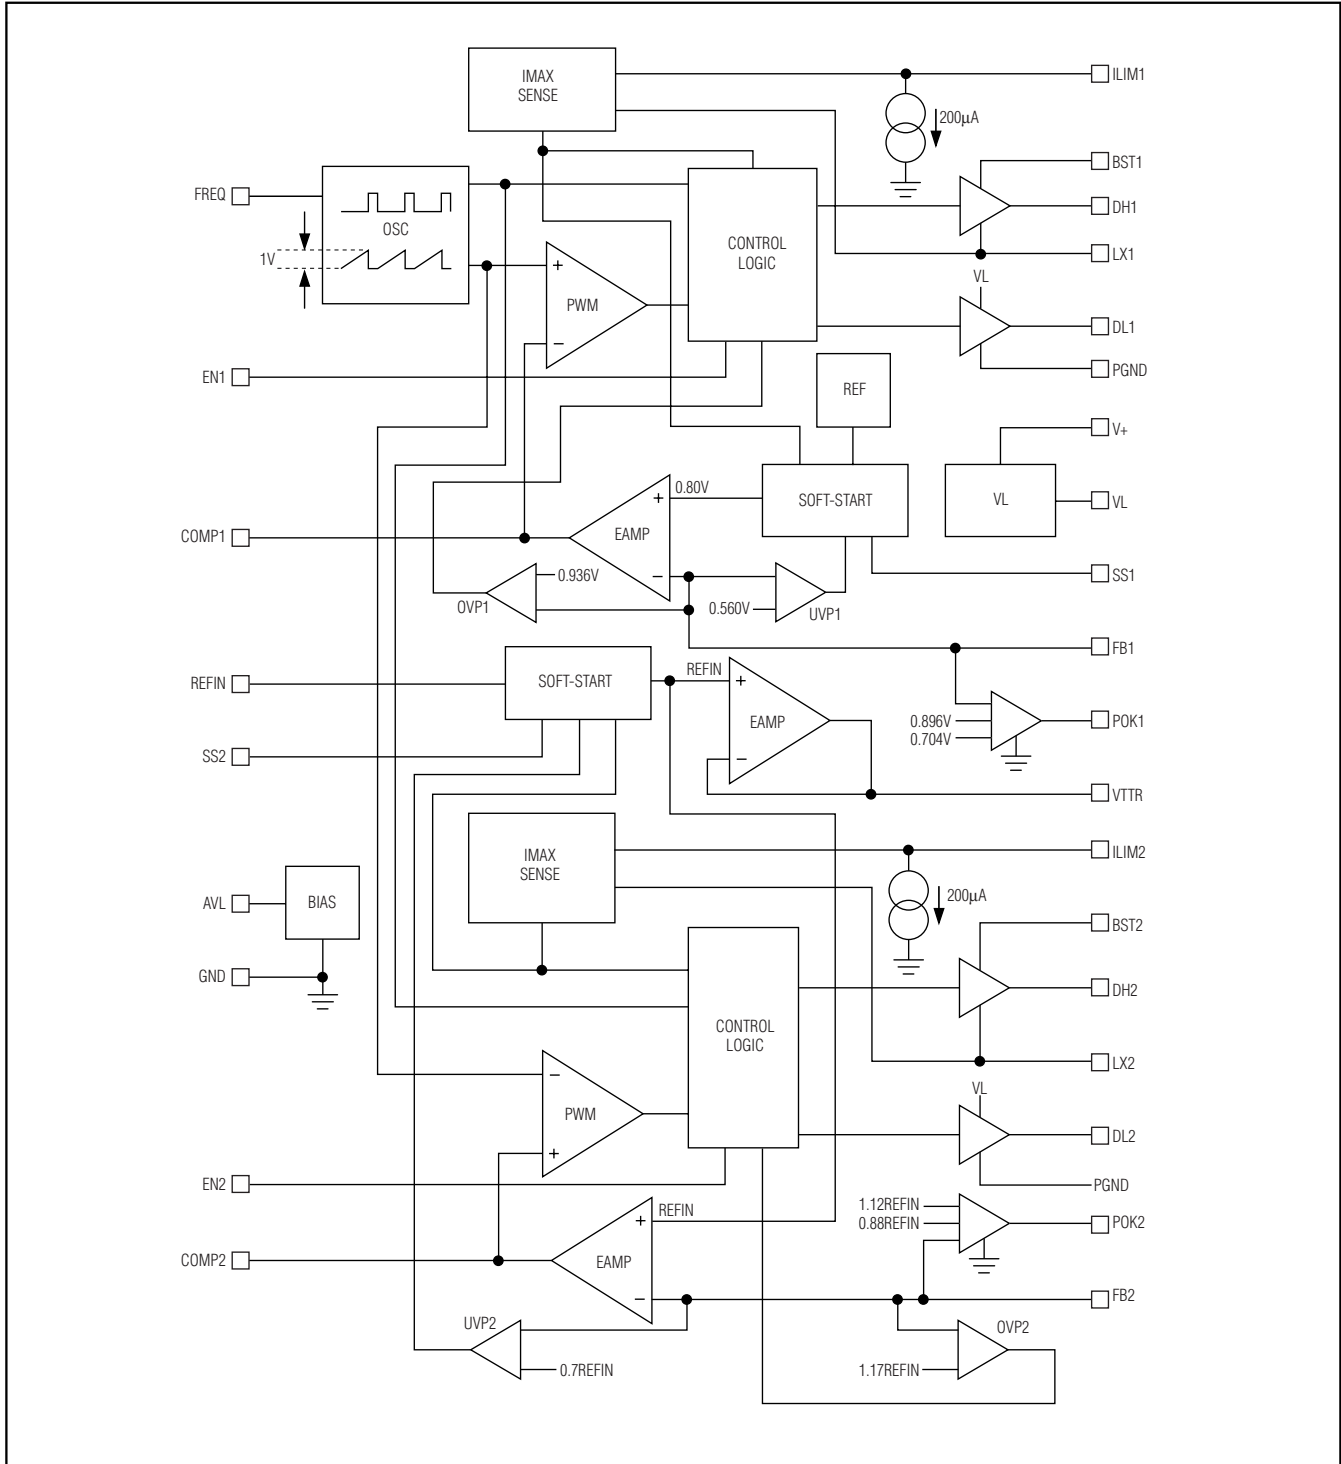 IMAX
SENSE
ILIM1
200µA
BST1
FREQ
OSC
1V
DH1
CONTROL
LOGIC
LX1
VL
+
PWM
−
DL1
EN1
PGND
REF
V+
0.80V
+
SOFT-START
VL
VL
COMP1
EAMP
−
0.936V
SS1
OVP1
0.560V
UVP1
FB1
REFIN
SOFT-START
REFIN
+
EAMP
−
0.896V
0.704V
POK1
SS2
VTTR
IMAX
SENSE
ILIM2
200µA
AVL
BIAS
BST2
GND
DH2
CONTROL
LOGIC
LX2
−
PWM
+
VL
DL2
EN2
PGND
REFIN
+
1.12REFIN
0.88REFIN
POK2
COMP2
EAMP
−
FB2
UVP2
OVP2
0.7REFIN
1.17REFIN